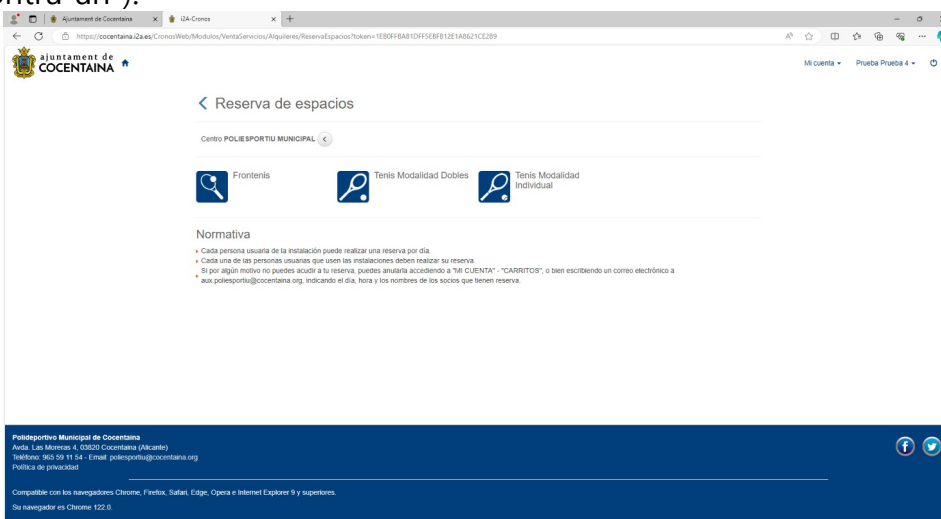 contra un ).
Ajuntament de Cocentaina
i2A-Cronos
https://cocentaina.i2a.es/CronosWeb/Modulos/VentaServicios/Alquileres/ReservaEspacios?token=1EB0FFBA81DFF5EBFB12E1A8621CE289
ajuntament de
COCENTAINA
Mi cuenta
Prueba Prueba 4
Reserva de espacios
Centro POLIESPORTIU MUNICIPAL
Frontenis
Tenis Modalidad Dobles
Tenis Modalidad
Individual
Normativa
Cada persona usuaria de la instalación puede realizar una reserva por día.
Cada una de las personas usuarias que usen las instalaciones deben realizar su reserva.
Si por algún motivo no puedes acudir a tu reserva, puedes anularla accediendo a "MI CUENTA" - "CARRITOS", o bien escribiendo un correo electrónico a
aux.poliesportiu@cocentaina.org, indicando el día, hora y los nombres de los socios que tienen reserva.
Polideportivo Municipal de Cocentaina
Avda. Las Moreras 4, 03820 Cocentaina (Alicante)
Teléfono: 965 59 11 54 - Email: poliesportiu@cocentaina.org
Política de privacidad
Compatible con los navegadores Chrome, Firefox, Safari, Edge, Opera e Internet Explorer 9 y superiores.
Su navegador es Chrome 122.0.